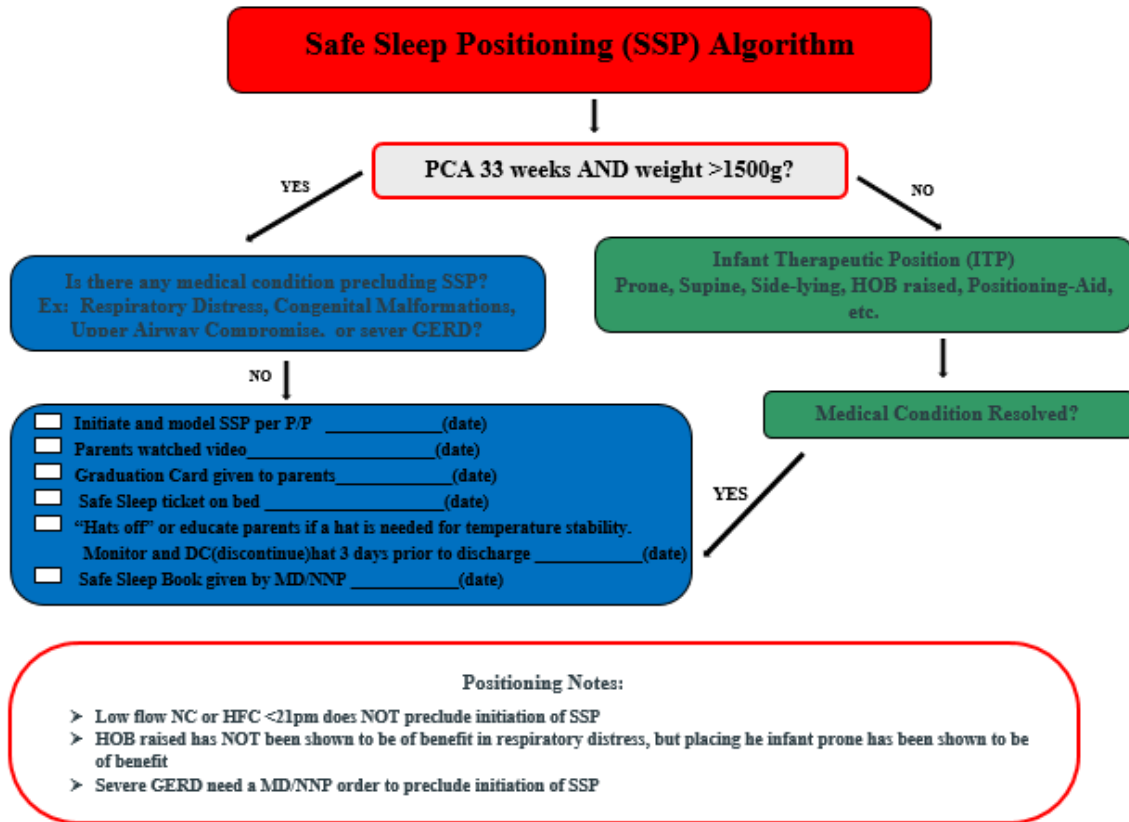 Safe Sleep Positioning (SSP) Algorithm
PCA 33 weeks AND weight >1500g?
YES
NO
Is there any medical condition precluding SSP?
Ex: Respiratory Distress, Congenital Malformations,
Upper Airway Compromise, or sever GERD?
Infant Therapeutic Position (ITP)
Prone, Supine, Side-lying, HOB raised, Positioning-Aid,
etc.
NO
Medical Condition Resolved?
YES
Initiate and model SSP per P/P ____________(date)
Parents watched video____________________(date)
Graduation Card given to parents____________(date)
Safe Sleep ticket on bed __________________(date)
“Hats off” or educate parents if a hat is needed for temperature stability.
Monitor and DC(discontinue)hat 3 days prior to discharge ___________(date)
Safe Sleep Book given by MD/NNP ___________(date)
Positioning Notes:
➤ Low flow NC or HFC <21pm does NOT preclude initiation of SSP
➤ HOB raised has NOT been shown to be of benefit in respiratory distress, but placing he infant prone has been shown to be
of benefit
➤ Severe GERD need a MD/NNP order to preclude initiation of SSP